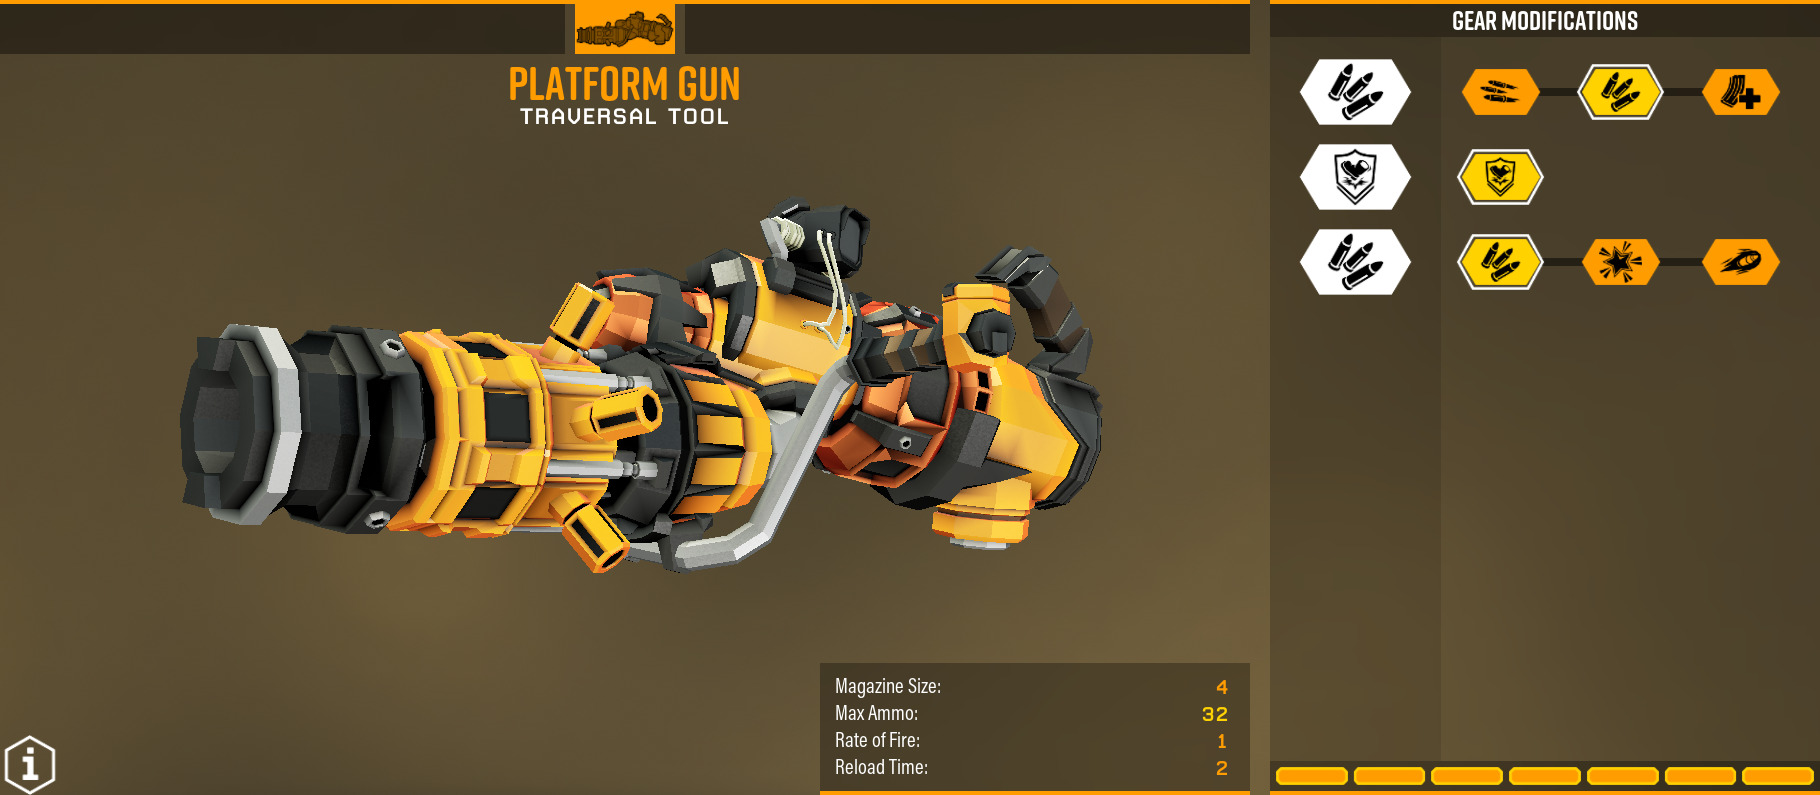 PLATFORM GUN
TRAVERSAL TOOL
GEAR MODIFICATIONS
Magazine Size: 4
Max Ammo: 32
Rate of Fire: 1
Reload Time: 2
i